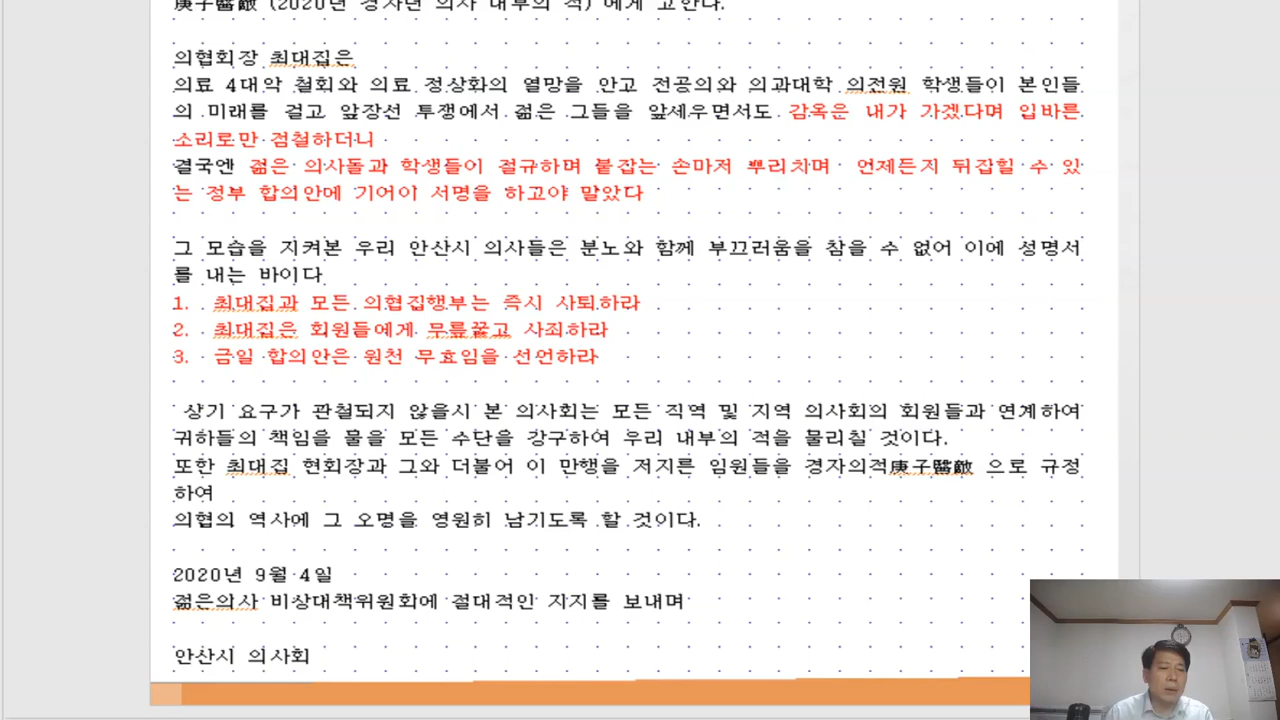 庚子醫敵 (2020년 경자년 의사 내부의 적) 에게 고한다.
의협회장 최대집은
의료 4대악 철회와 의료 정상화의 열망을 안고 전공의와 의과대학 의전원 학생들이 본인들
의 미래를 걸고 앞장선 투쟁에서 젊은 그들을 앞세우면서도 감옥은 내가 가겠다며 입바른
소리로만 점철하더니
결국엔 젊은 의사돌과 학생들이 절규하며 붙잡는 손마저 뿌리치며 언제든지 뒤집힐 수 있
는 정부 합의안에 기어이 서명을 하고야 말았다
그 모습을 지켜본 우리 안산시 의사들은 분노와 함께 부끄러움을 참을 수 없어 이에 성명서
를 내는 바이다
1. 최대집과 모든 의협집행부는 즉시 사퇴하라
2. 최대집은 회원들에게 무릎꿇고 사죄하라
3. 금일 합의안은 원천 무효임을 선언하라
상기 요구가 관철되지 않을시 본 의사회는 모든 직역 및 지역 의사회의 회원들과 연계하여
귀하들의 책임을 물을 모든 수단을 강구하여 우리 내부의 적을 물리칠 것이다.
또한 최대집 현회장과 그와 더불어 이 만행을 저지른 임원들을 경자의적庚子醫敵 으로 규정
하여
의협의 역사에 그 오명을 영원히 남기도록 할 것이다.
2020년 9월 4일
젊은의사 비상대책위원회에 절대적인 지지를 보내며
안산시 의사회